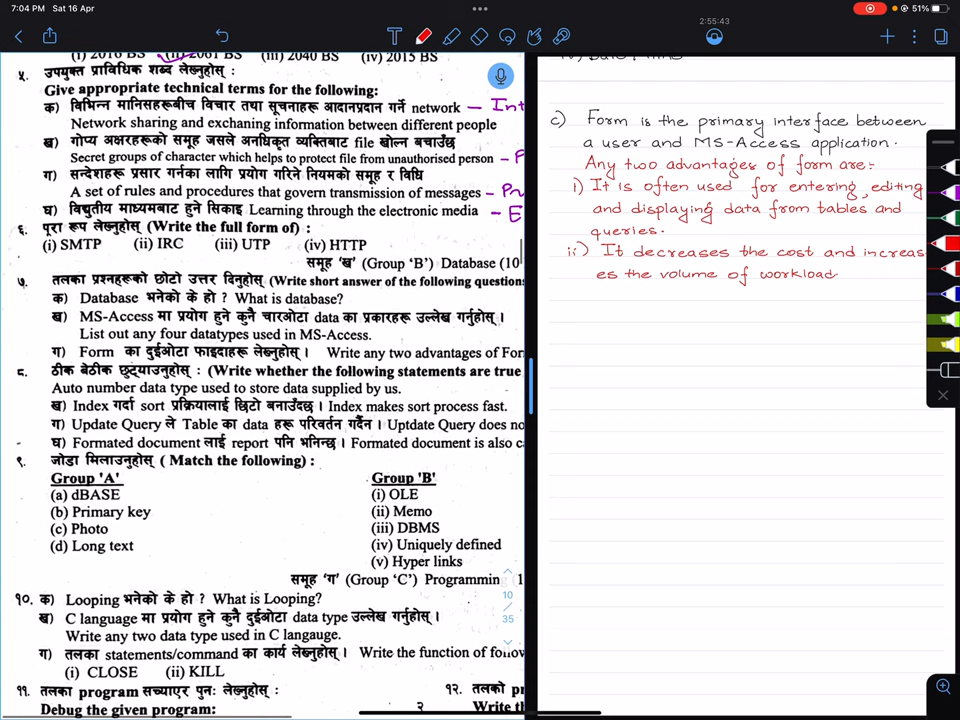 7:04 PM Sat 16 Apr
51%
2:55:43
(i) 2016 BS (ii) 2061 BS (iii) 2040 BS (iv) 2015 BS
५. उपयुक्त प्राविधिक शब्द लेख्नुहोस् :
Give appropriate technical terms for the following:
क) विभिन्न मानिसहरूबीच विचार तथा सूचनाहरू आदानप्रदान गर्ने network – Int
Network sharing and exchaning information between different people
ख) गोप्य अक्षरहरूको समूह जसले अनधिकृत व्यक्तिबाट file खोल्न बचाउँछ
Secret groups of character which helps to protect file from unauthorised person – P
ग) सन्देशहरू प्रसार गर्नका लागि प्रयोग गरिने नियमको समूह र विधि
A set of rules and procedures that govern transmission of messages – Pr
घ) विद्युतीय माध्यमबाट हुने सिकाइ Learning through the electronic media – E
६. पूरा रूप लेख्नुहोस् (Write the full form of) :
(i) SMTP (ii) IRC (iii) UTP (iv) HTTP
समूह ‘ख’ (Group ‘B’) Database (10
७. तलका प्रश्नहरूको छोटो उत्तर दिनुहोस् (Write short answer of the following question
क) Database भनेको के हो ? What is database?
ख) MS-Access मा प्रयोग हुने कुनै चारओटा data का प्रकारहरू उल्लेख गर्नुहोस् ।
List out any four datatypes used in MS-Access.
ग) Form का दुईओटा फाइदाहरू लेख्नुहोस् । Write any two advantages of For
८. ठीक बेठीक छुट्याउनुहोस् : (Write whether the following statements are true
Auto number data type used to store data supplied by us.
ख) Index गर्दा sort प्रक्रियालाई छिटो बनाउँदछ । Index makes sort process fast.
ग) Update Query ले Table का data हरू परिवर्तन गर्दैन । Uptdate Query does no
घ) Formated document लाई report पनि भनिन्छ । Formated document is also c
९. जोडा मिलाउनुहोस् ( Match the following) :
Group 'A' Group 'B'
(a) dBASE (i) OLE
(b) Primary key (ii) Memo
(c) Photo (iii) DBMS
(d) Long text (iv) Uniquely defined
(v) Hyper links
समूह ‘ग’ (Group ‘C’) Programmin (1
१०. क) Looping भनेको के हो ? What is Looping?
ख) C language मा प्रयोग हुने कुनै दुईओटा data type उल्लेख गर्नुहोस् ।
Write any two data type used in C langauge.
ग) तलका statements/command का कार्य लेख्नुहोस् । Write the function of follow
(i) CLOSE (ii) KILL
११. तलका program सच्याएर पुनः लेख्नुहोस् : १२. तलको pr
Debug the given program: २ Write th
10
/
35
c) Form is the primary interface between
a user and MS-Access application.
Any two advantages of form are:-
i) It is often used for entering, editing
and displaying data from tables and
queries.
ii) It decreases the cost and increas-
es the volume of workload